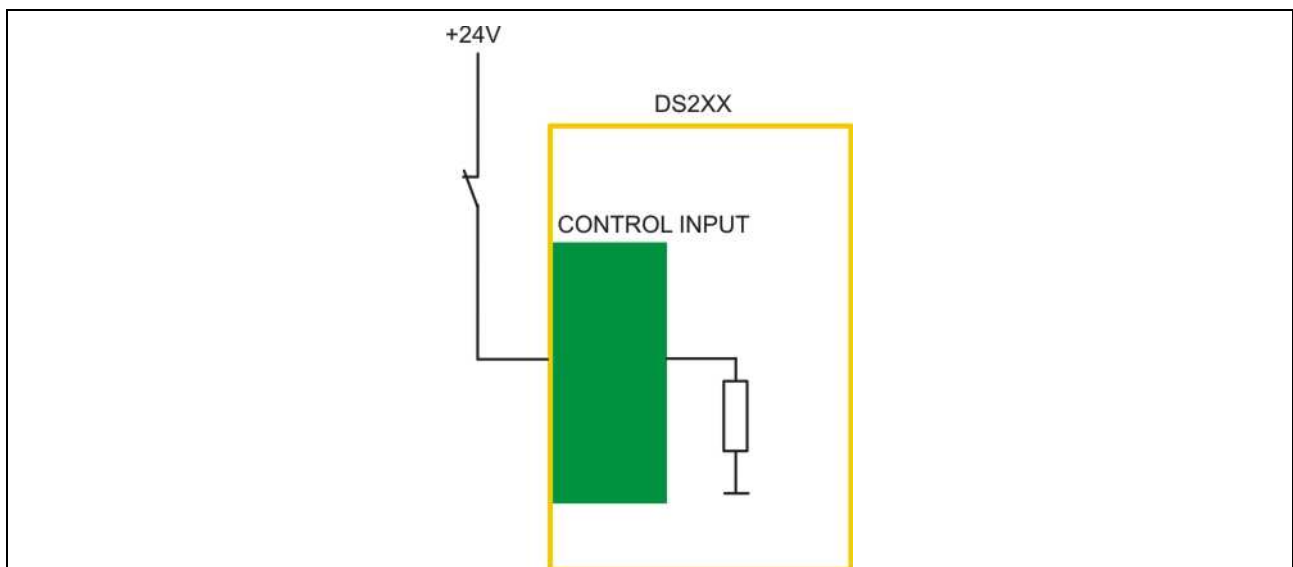 +24V
DS2XX
CONTROL INPUT